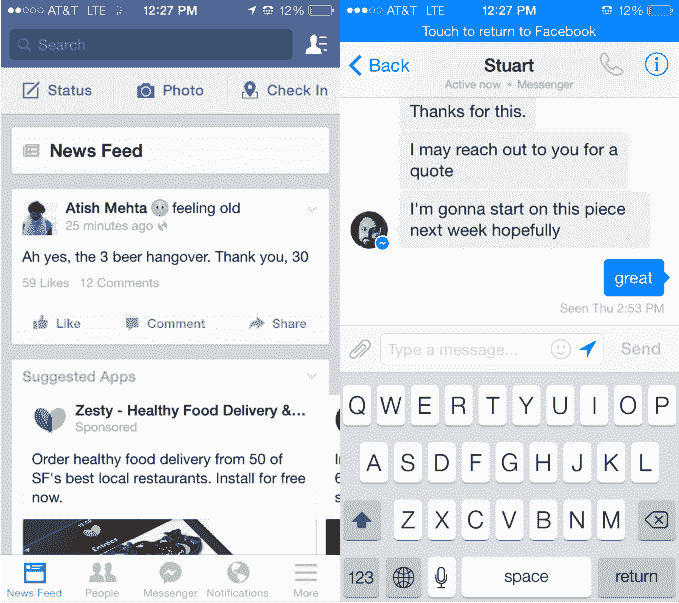 AT&T LTE 12:27 PM 12%
Search
Status Photo Check In
News Feed
Atish Mehta feeling old
25 minutes ago
Ah yes, the 3 beer hangover. Thank you, 30
59 Likes 12 Comments
Like Comment Share
Suggested Apps
Zesty - Healthy Food Delivery &...
Sponsored
Order healthy food delivery from 50 of
SF's best local restaurants. Install for free
now.
News Feed People Messenger Notifications More
AT&T LTE 12:27 PM 12%
Touch to return to Facebook
Back Stuart
Active now • Messenger
Thanks for this.
I may reach out to you for a
quote
I'm gonna start on this piece
next week hopefully
great
Seen Thu 2:53 PM
Type a message... Send
Q W E R T Y U I O P
A S D F G H J K L
Z X C V B N M
123 space return